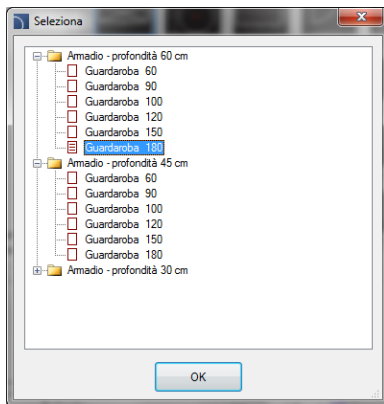 Seleziona
Armadio - profondità 60 cm
Guardaroba 60
Guardaroba 90
Guardaroba 100
Guardaroba 120
Guardaroba 150
Guardaroba 180
Armadio - profondità 45 cm
Guardaroba 60
Guardaroba 90
Guardaroba 100
Guardaroba 120
Guardaroba 150
Guardaroba 180
Armadio - profondità 30 cm
OK